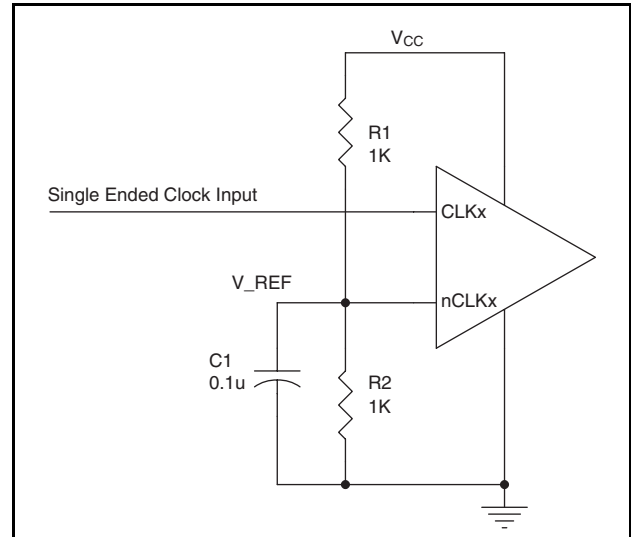 VCC
R1
1K
Single Ended Clock Input
CLKx
V_REF
nCLKx
C1
0.1u
R2
1K